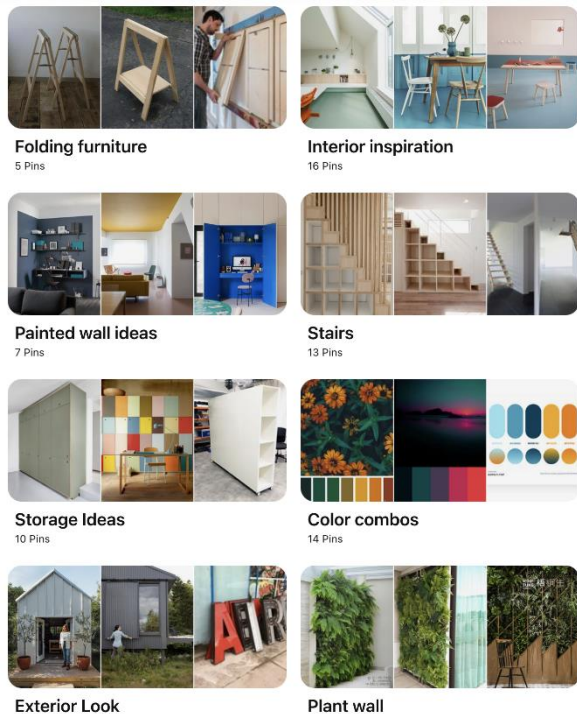 Folding furniture
5 Pins
Interior inspiration
16 Pins
Painted wall ideas
7 Pins
Stairs
13 Pins
Storage Ideas
10 Pins
Color combos
14 Pins
AIR
Exterior Look
Plant wall